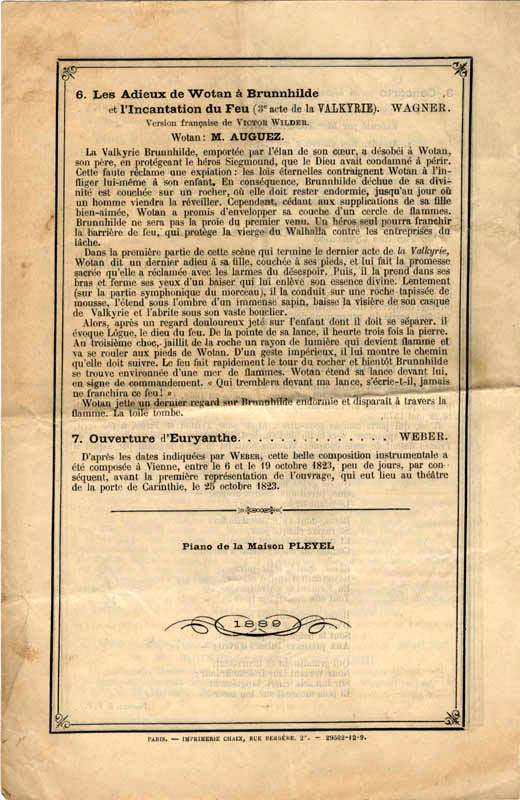 6. Les Adieux de Wotan à Brunnhilde
et l'Incantation du Feu (3e acte de la VALKYRIE). WAGNER.
Version française de VICTOR WILDER.
Wotan: M. AUGUEZ.
La Valkyrie Brunnhilde, emportée par l'élan de son cœur, a désobéi à Wotan,
son père, en protégeant le héros Siegmound, que le Dieu avait condamné à périr.
Cette faute réclame une expiation : les lois éternelles contraignent Wotan à l'in-
fliger lui-même à son enfant. En conséquence, Brunnhilde déchue de sa divi-
nité est couchée sur un rocher, où elle doit rester endormie, jusqu'au jour où
un homme viendra la réveiller. Cependant, cédant aux supplications de sa fille
bien-aimée, Wotan a promis d'envelopper sa couche d'un cercle de flammes.
Brunnhilde ne sera pas la proie du premier venu. Un héros seul pourra franchir
la barrière de feu, qui protège la vierge du Walhalla contre les entreprises du
lâche.
Dans la première partie de cette scène qui termine le dernier acte de la Valkyrie,
Wotan dit un dernier adieu à sa fille, couchée à ses pieds, et lui fait la promesse
sacrée qu'elle a réclamée avec les larmes du désespoir. Puis, il la prend dans ses
bras et ferme ses yeux d'un baiser qui lui enlève son essence divine. Lentement
(sur la partie symphonique du morceau), il la conduit sur une roche tapissée de
mousse, l'étend sous l'ombre d'un immense sapin, baisse la visière de son casque
de Valkyrie et l'abrite sous son vaste bouclier.
Alors, après un regard douloureux jeté sur l'enfant dont il doit se séparer. il
évoque Lôgue, le dieu du feu. De la pointe de sa lance, il heurte trois fois la pierre.
Au troisième choc, jaillit de la roche un rayon de lumière qui devient flamme et
va se rouler aux pieds de Wotan. D'un geste impérieux, il lui montre le chemin
qu'elle doit suivre. Le feu fait rapidement le tour du rocher et bientôt Brunnhilde
se trouve environnée d'une mer de flammes. Wotan étend sa lance devant lui,
en signe de commandement. « Qui tremblera devant ma lance, s'écrie-t-il, jamais
ne franchira ce feu ! »
Wotan jette un dernier regard sur Brunnhilde endormie et disparaît à travers la
flamme. La toile tombe.
7. Ouverture d'Euryanthe. . . . . . . . . . . . . . WEBER.
D'après les dates indiquées par WEBER, cette belle composition instrumentale a
été composée à Vienne, entre le 6 et le 19 octobre 1823, peu de jours, par con-
séquent, avant la première représentation de l'ouvrage, qui eut lieu au théâtre
de la porte de Carinthie, le 25 octobre 1823.
Piano de la Maison PLEYEL
1889
PARIS. — IMPRIMERIE CHAIX, RUE BERGÈRE, 20. — 29502-12-9.